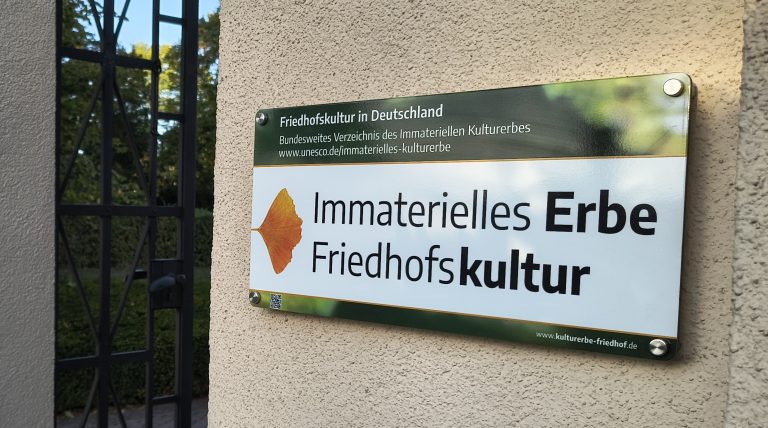 Friedhofskultur in Deutschland
Bundesweites Verzeichnis des Immateriellen Kulturerbes
www.unesco.de/immaterielles-kulturerbe
Immaterielles Erbe
Friedhofskultur
www.kulturerbe-friedhof.de